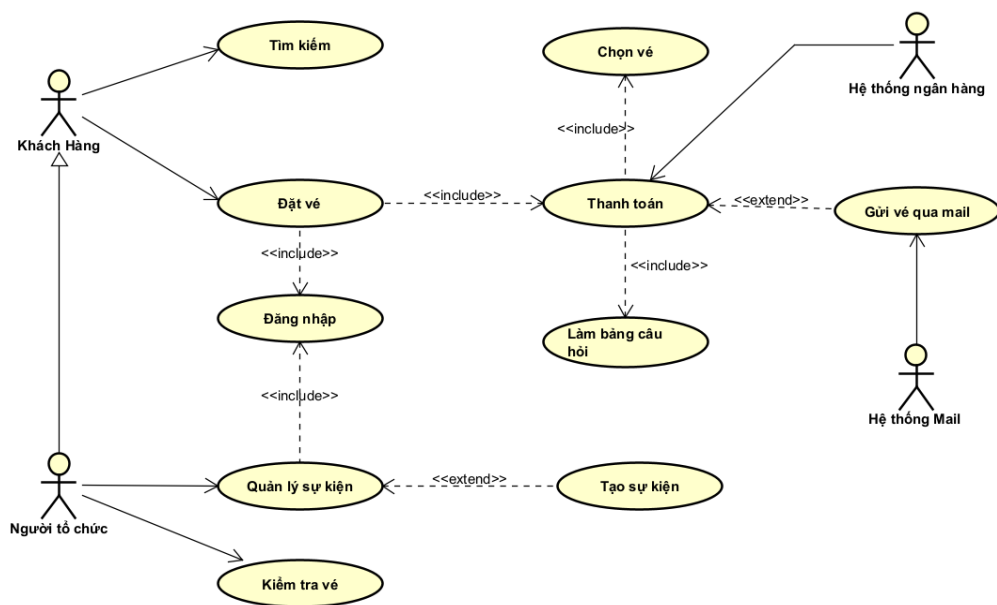 Tìm kiếm
Chọn vé
Hệ thống ngân hàng
Khách Hàng
<<include>>
Đặt vé
<<include>>
Thanh toán
<<extend>>
Gửi vé qua mail
<<include>>
<<include>>
Đăng nhập
Làm bảng câu
hỏi
<<include>>
Hệ thống Mail
Quản lý sự kiện
<<extend>>
Tạo sự kiện
Người tổ chức
Kiểm tra vé